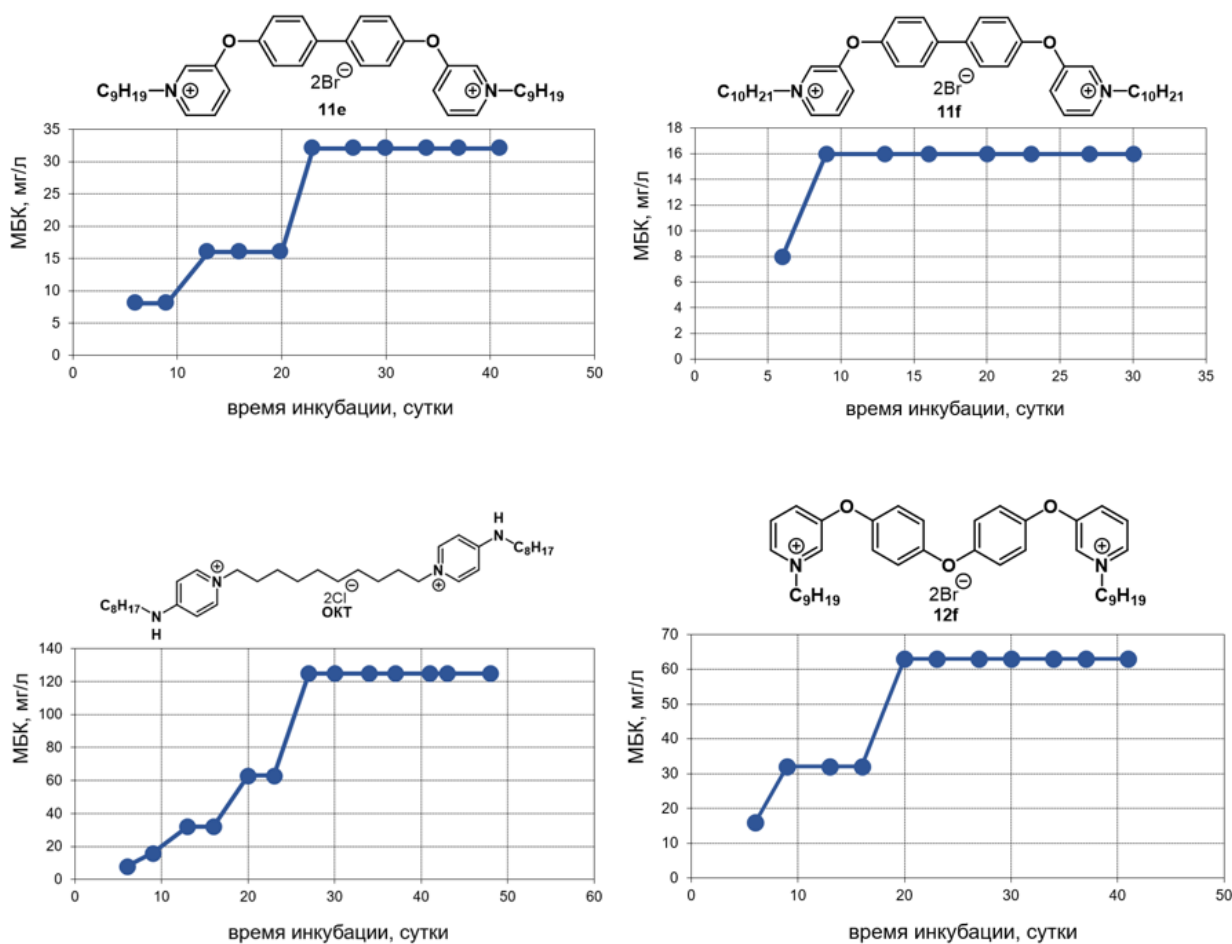 O O
C9H19 N + 2Br⊖ + N C9H19
11e
МБК, мг/л
35
30
25
20
15
10
5
0
0 10 20 30 40 50
время инкубации, сутки
O O
C10H21 N + 2Br⊖ + N C10H21
11f
МБК, мг/л
18
16
14
12
10
8
6
4
2
0
0 5 10 15 20 25 30 35
время инкубации, сутки
H
N C8H17
+ N N +
C8H17 N 2Cl⊖
H ОКТ
МБК, мг/л
140
120
100
80
60
40
20
0
0 10 20 30 40 50 60
время инкубации, сутки
O O
+ N O N +
C9H19 2Br⊖ C9H19
12f
МБК, мг/л
70
60
50
40
30
20
10
0
0 10 20 30 40 50
время инкубации, сутки